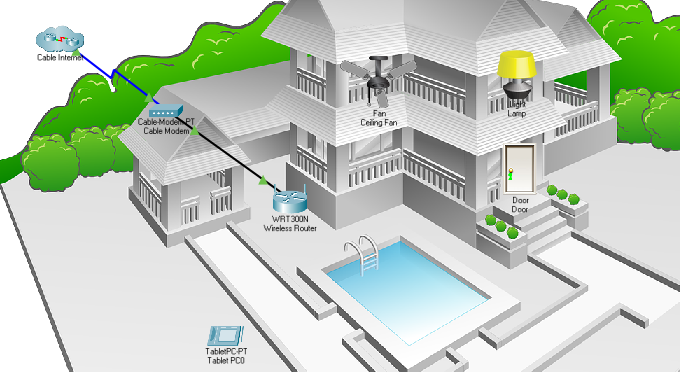 Cable Internet
Cable-Modem-PT
Cable Modem
Fan
Ceiling Fan
Light
Lamp
Door
Door
WRT300N
Wireless Router
TabletPC-PT
Tablet PC0